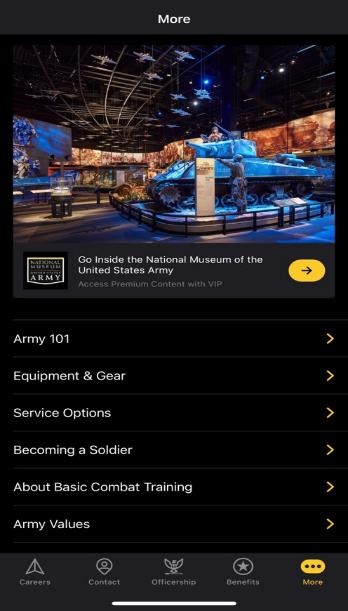 More
NATIONAL
MUSEUM
ARMY
Go Inside the National Museum of the
United States Army
Access Premium Content with VIP
Army 101
Equipment & Gear
Service Options
Becoming a Soldier
About Basic Combat Training
Army Values
Careers
Contact
Officership
Benefits
More